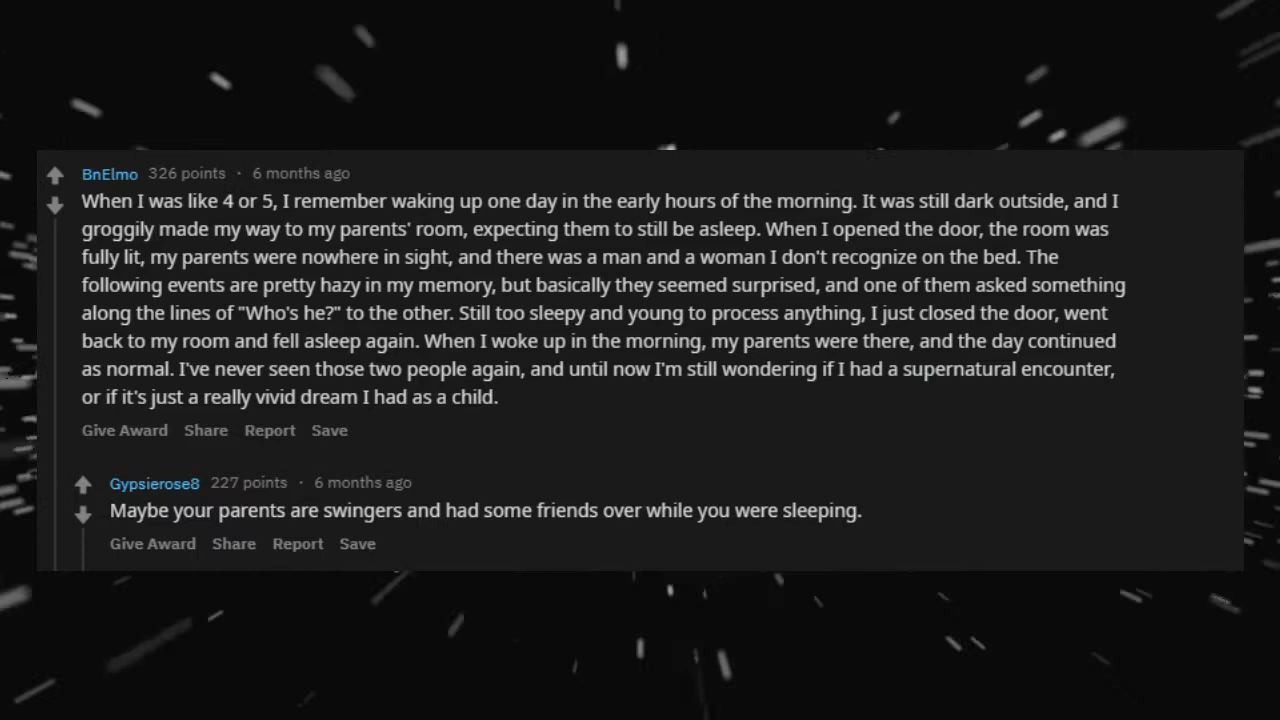 BnElmo 326 points · 6 months ago
When I was like 4 or 5, I remember waking up one day in the early hours of the morning. It was still dark outside, and I
groggily made my way to my parents' room, expecting them to still be asleep. When I opened the door, the room was
fully lit, my parents were nowhere in sight, and there was a man and a woman I don't recognize on the bed. The
following events are pretty hazy in my memory, but basically they seemed surprised, and one of them asked something
along the lines of "Who's he?" to the other. Still too sleepy and young to process anything, I just closed the door, went
back to my room and fell asleep again. When I woke up in the morning, my parents were there, and the day continued
as normal. I've never seen those two people again, and until now I'm still wondering if I had a supernatural encounter,
or if it's just a really vivid dream I had as a child.
Give Award Share Report Save
Gypsierose8 227 points · 6 months ago
Maybe your parents are swingers and had some friends over while you were sleeping.
Give Award Share Report Save